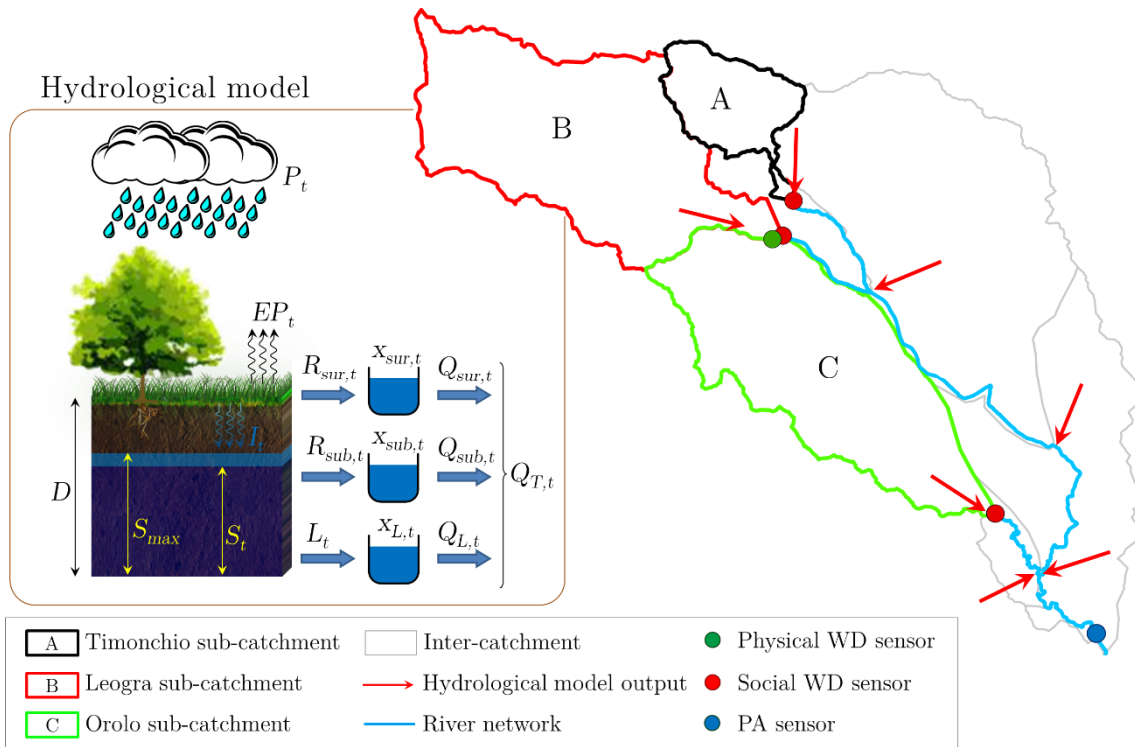 Hydrological model
P_t
EP_t
I_t
D
S_max
S_t
R_sur,t
x_sur,t
Q_sur,t
R_sub,t
x_sub,t
Q_sub,t
Q_T,t
L_t
x_L,t
Q_L,t
A
B
C
A Timonchio sub-catchment
B Leogra sub-catchment
C Orolo sub-catchment
Inter-catchment
Hydrological model output
River network
Physical WD sensor
Social WD sensor
PA sensor